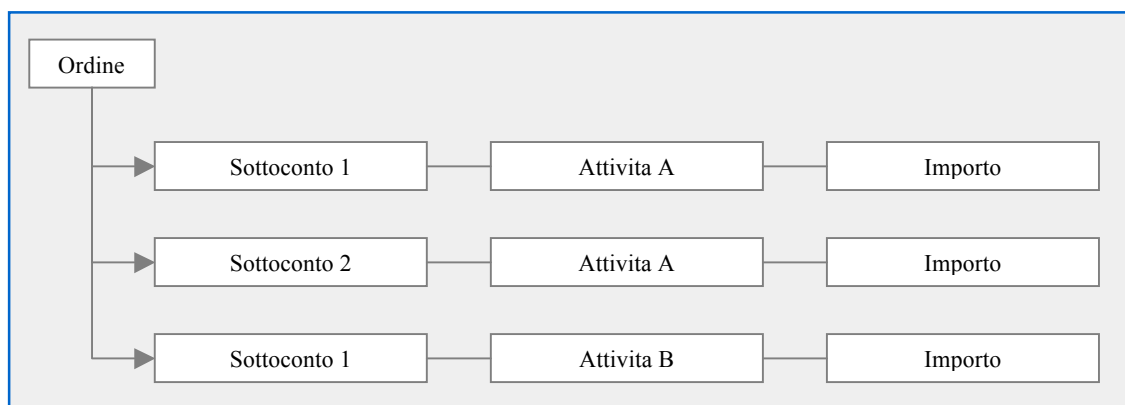 Ordine
Sottoconto 1 Attivita A Importo
Sottoconto 2 Attivita A Importo
Sottoconto 1 Attivita B Importo